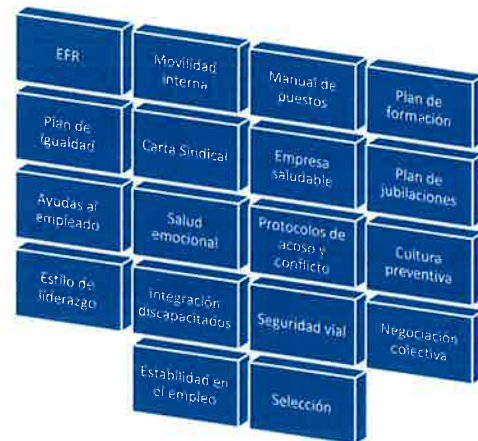 EFR
Movilidad
interna
Manual de
puestos
Plan de
formación
Plan de
Igualdad
Carta Sindical
Empresa
saludable
Plan de
jubilaciones
Ayudas al
empleado
Salud
emocional
Protocolos de
acoso y
conflicto
Cultura
preventiva
Estilo de
liderazgo
Integración
discapacitados
Seguridad vial
Negociación
colectiva
Estabilidad en
el empleo
Selección